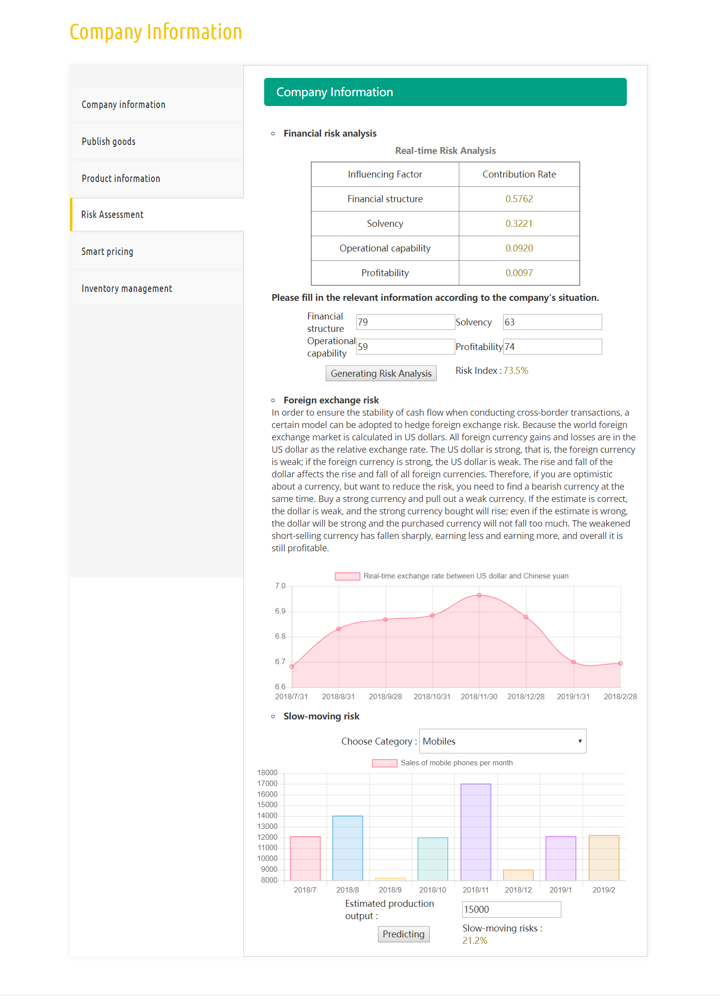 Company Information
Company information
Publish goods
Product information
Risk Assessment
Smart pricing
Inventory management
Company Information
Financial risk analysis
Real-time Risk Analysis
Influencing Factor Contribution Rate
Financial structure 0.5762
Solvency 0.3221
Operational capability 0.0920
Profitability 0.0097
Please fill in the relevant information according to the company's situation.
Financial structure 79 Solvency 63
Operational capability 59 Profitability 74
Generating Risk Analysis Risk Index : 73.5%
Foreign exchange risk
In order to ensure the stability of cash flow when conducting cross-border transactions, a
certain model can be adopted to hedge foreign exchange risk. Because the world foreign
exchange market is calculated in US dollars. All foreign currency gains and losses are in the
US dollar as the relative exchange rate. The US dollar is strong, that is, the foreign currency
is weak; if the foreign currency is strong, the US dollar is weak. The rise and fall of the
dollar affects the rise and fall of all foreign currencies. Therefore, if you are optimistic
about a currency, but want to reduce the risk, you need to find a bearish currency at the
same time. Buy a strong currency and pull out a weak currency. If the estimate is correct,
the dollar is weak, and the strong currency bought will rise; even if the estimate is wrong,
the dollar will be strong and the purchased currency will not fall too much. The weakened
short-selling currency has fallen sharply, earning less and earning more, and overall it is
still profitable.
Real-time exchange rate between US dollar and Chinese yuan
7.0
6.9
6.8
6.7
6.6
2018/7/31 2018/8/31 2018/9/28 2018/10/31 2018/11/30 2018/12/28 2019/1/31 2018/2/28
Slow-moving risk
Choose Category : Mobiles
Sales of mobile phones per month
18000
17000
16000
15000
14000
13000
12000
11000
10000
9000
8000
2018/7 2018/8 2018/9 2018/10 2018/11 2018/12 2019/1 2019/2
Estimated production
output :
15000
Predicting
Slow-moving risks :
21.2%